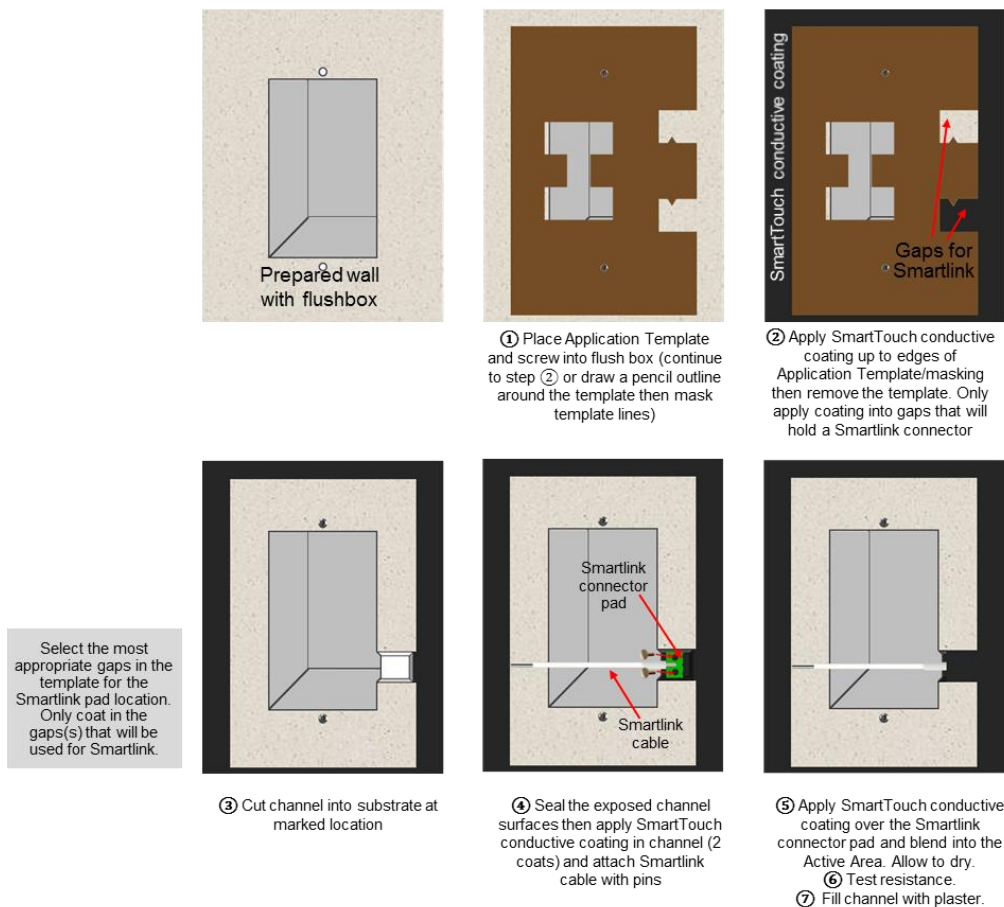 Prepared wall
with flushbox
① Place Application Template
and screw into flush box (continue
to step ② or draw a pencil outline
around the template then mask
template lines)
SmartTouch conductive coating
Gaps for
Smartlink
② Apply SmartTouch conductive
coating up to edges of
Application Template/masking
then remove the template. Only
apply coating into gaps that will
hold a Smartlink connector
Select the most
appropriate gaps in the
template for the
Smartlink pad location.
Only coat in the
gaps(s) that will be
used for Smartlink.
③ Cut channel into substrate at
marked location
Smartlink
connector
pad
Smartlink
cable
④ Seal the exposed channel
surfaces then apply SmartTouch
conductive coating in channel (2
coats) and attach Smartlink
cable with pins
⑤ Apply SmartTouch conductive
coating over the Smartlink
connector pad and blend into the
Active Area. Allow to dry.
⑥ Test resistance.
⑦ Fill channel with plaster.